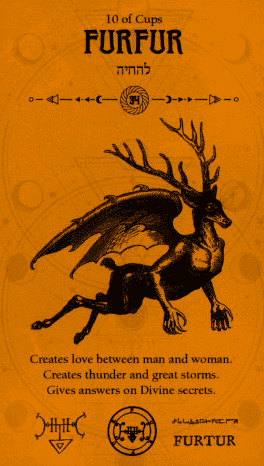 10 of Cups
FURFUR
להחיה
34
Creates love between man and woman.
Creates thunder and great storms.
Gives answers on Divine secrets.
FURTUR